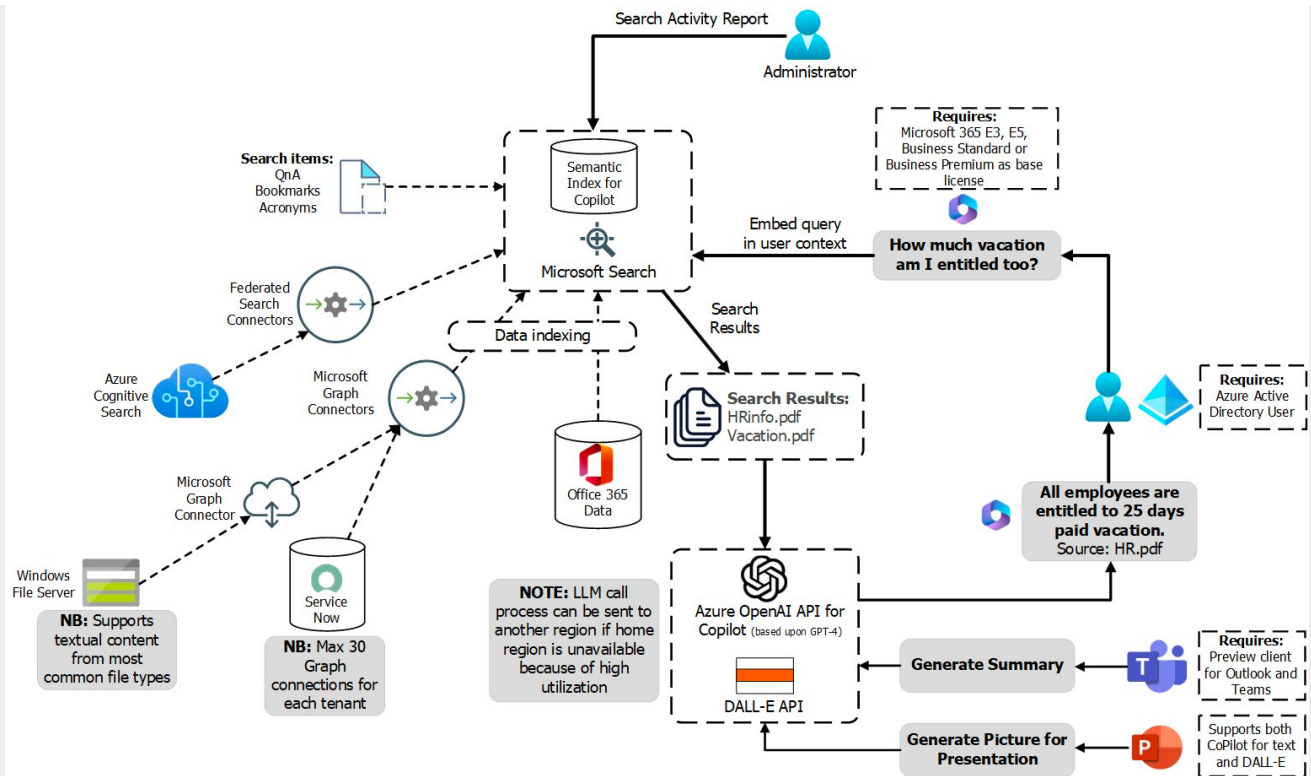 Search Activity Report
Administrator
Requires:
Microsoft 365 E3, E5,
Business Standard or
Business Premium as base
license
Search items:
QnA
Bookmarks
Acronyms
Semantic
Index for
Copilot
Microsoft Search
Embed query
in user context
How much vacation
am I entitled too?
Federated
Search
Connectors
Data indexing
Search
Results
Azure
Cognitive
Search
Microsoft
Graph
Connectors
Search Results:
HRinfo.pdf
Vacation.pdf
Requires:
Azure Active
Directory User
Microsoft
Graph
Connector
Office 365
Data
All employees are
entitled to 25 days
paid vacation.
Source: HR.pdf
Windows
File Server
NB: Supports
textual content
from most
common file types
Service
Now
NB: Max 30
Graph
connections for
each tenant
NOTE: LLM call
process can be sent to
another region if home
region is unavailable
because of high
utilization
Azure OpenAI API for
Copilot (based upon GPT-4)
DALL-E API
Generate Summary
T
Requires:
Preview client
for Outlook and
Teams
Generate Picture for
Presentation
P
Supports both
CoPilot for text
and DALL-E